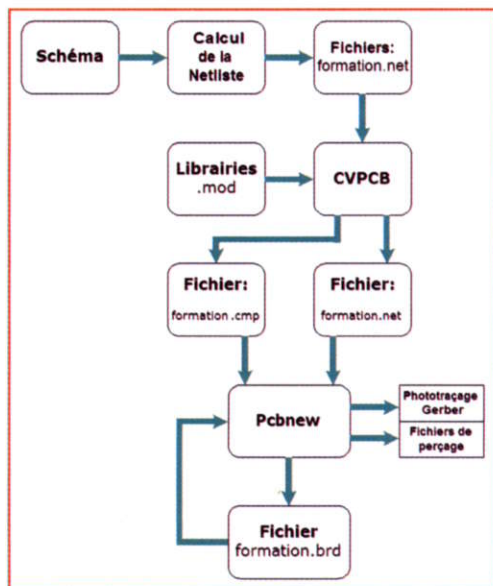 Schéma
Calcul
de la
Netliste
Fichiers:
formation.net
Librairies
.mod
CVPCB
Fichier:
formation.cmp
Fichier:
formation.net
Pcbnew
Phototraçage
Gerber
Fichiers de
perçage
Fichier
formation.brd